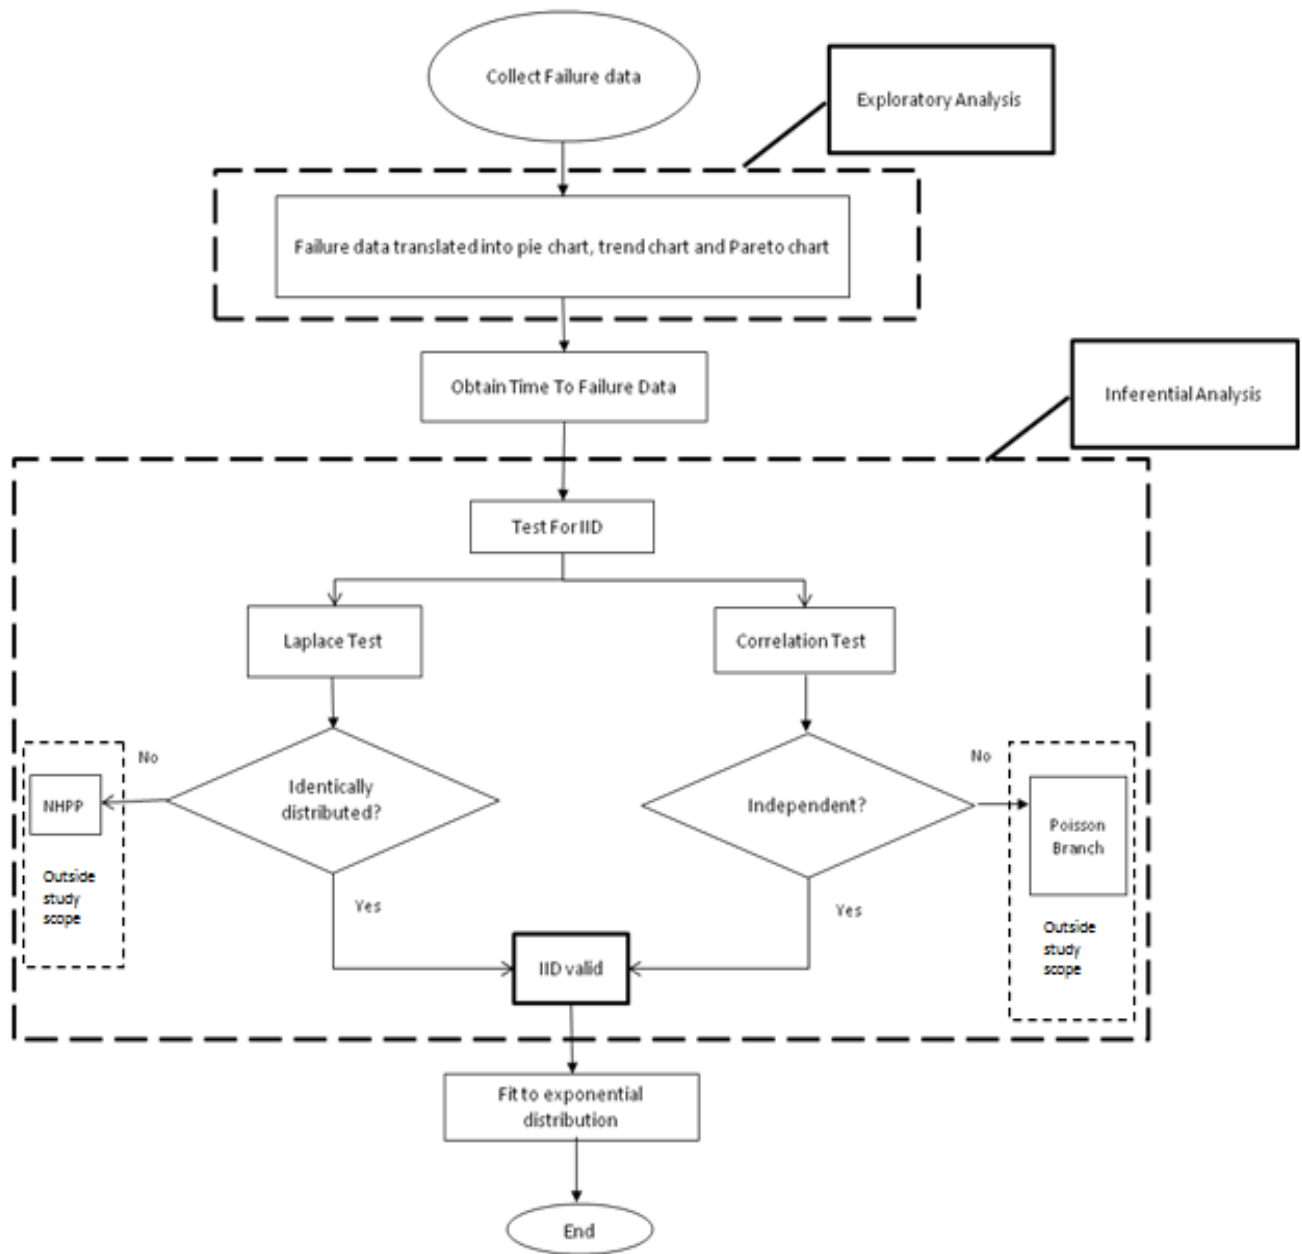 Collect Failure data
Exploratory Analysis
Failure data translated into pie chart, trend chart and Pareto chart
Obtain Time To Failure Data
Inferential Analysis
Test For IID
Laplace Test
Correlation Test
No
Identically
distributed?
NHPP
Outside
study
scope
Yes
Independent?
No
Poisson
Branch
Outside
study
scope
Yes
IID valid
Fit to exponential
distribution
End